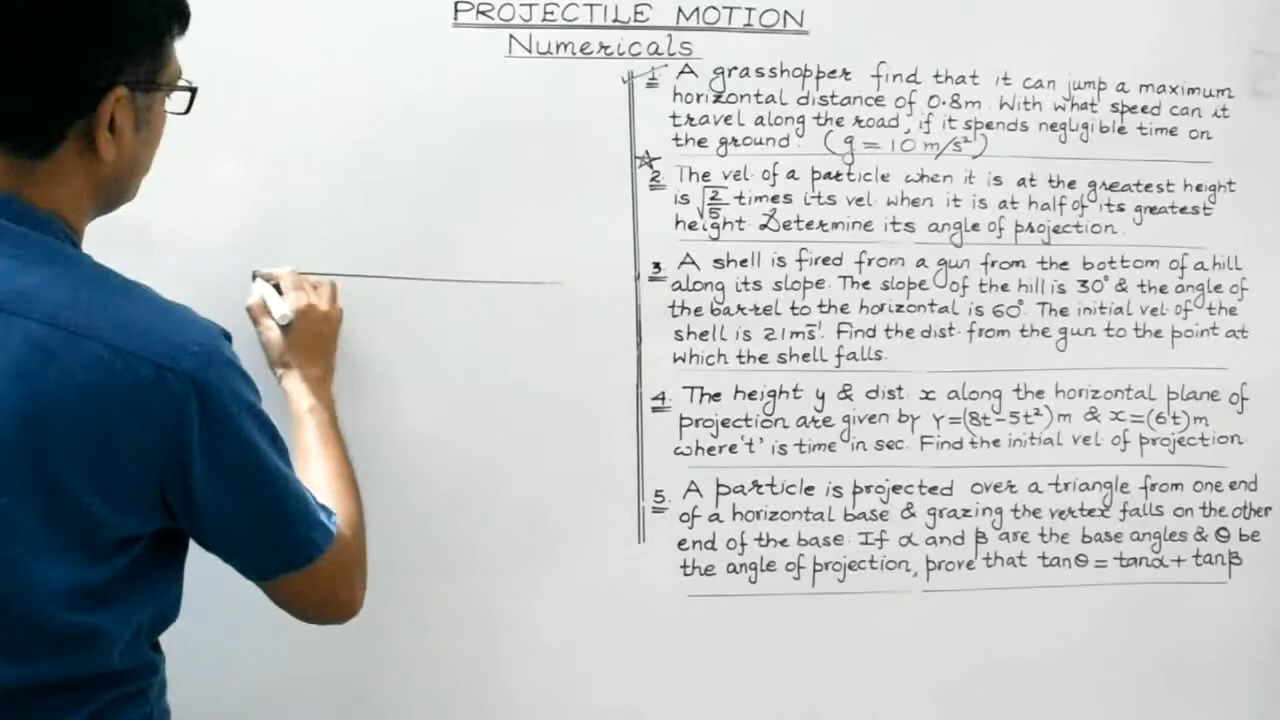 PROJECTILE MOTION
Numericals
1. A grasshopper find that it can jump a maximum
horizontal distance of 0.8m. With what speed can it
travel along the road, if it spends negligible time on
the ground. (g = 10 m/s²)
2. The vel. of a particle when it is at the greatest height
is √2/5 times its vel. when it is at half of its greatest
height. Determine its angle of projection.
3. A shell is fired from a gun from the bottom of a hill
along its slope. The slope of the hill is 30° & the angle of
the barrel to the horizontal is 60°. The initial vel. of the
shell is 21ms⁻¹. Find the dist. from the gun to the point at
which the shell falls.
4. The height y & dist. x along the horizontal plane of
projection are given by Y=(8t-5t²)m & x=(6t)m
where 't' is time in sec. Find the initial vel. of projection.
5. A particle is projected over a triangle from one end
of a horizontal base & grazing the vertex falls on the other
end of the base. If α and β are the base angles & θ be
the angle of projection, prove that tanθ = tanα + tanβ